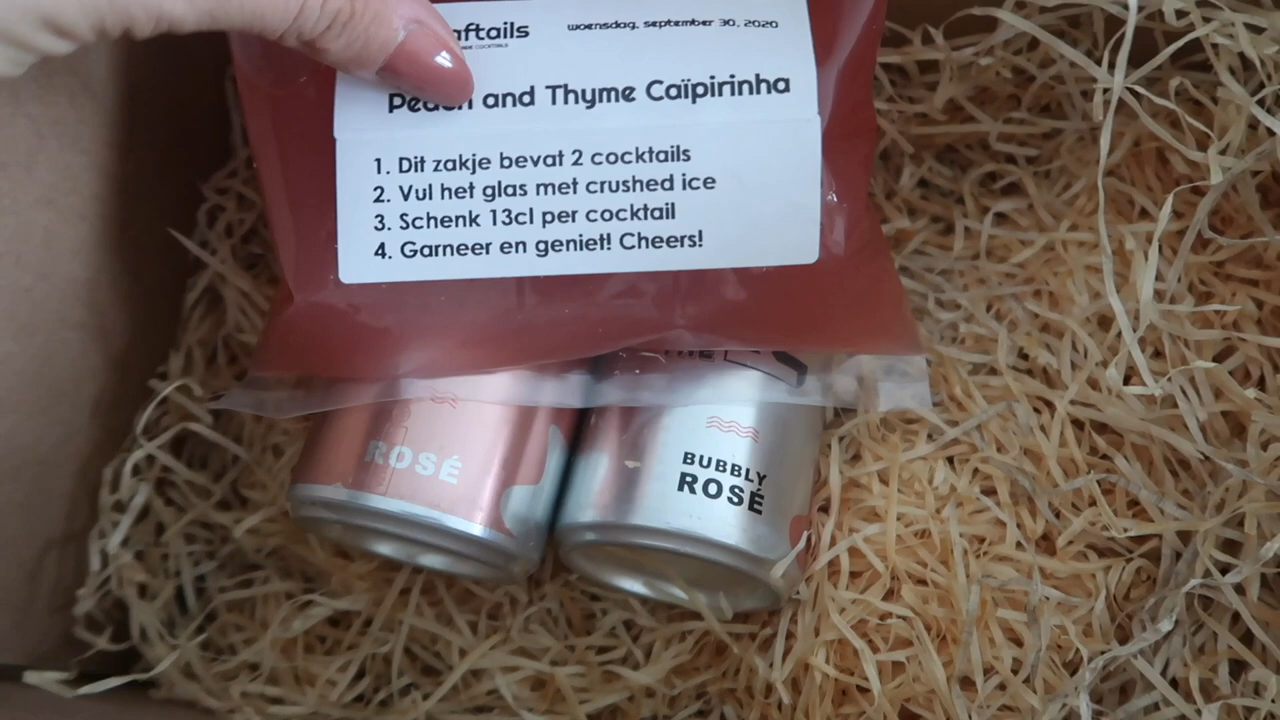 aftails
woensdag, september 30, 2020
Peach and Thyme Caïpirinha
1. Dit zakje bevat 2 cocktails
2. Vul het glas met crushed ice
3. Schenk 13cl per cocktail
4. Garneer en geniet! Cheers!
ROSÉ
BUBBLY
ROSÉ